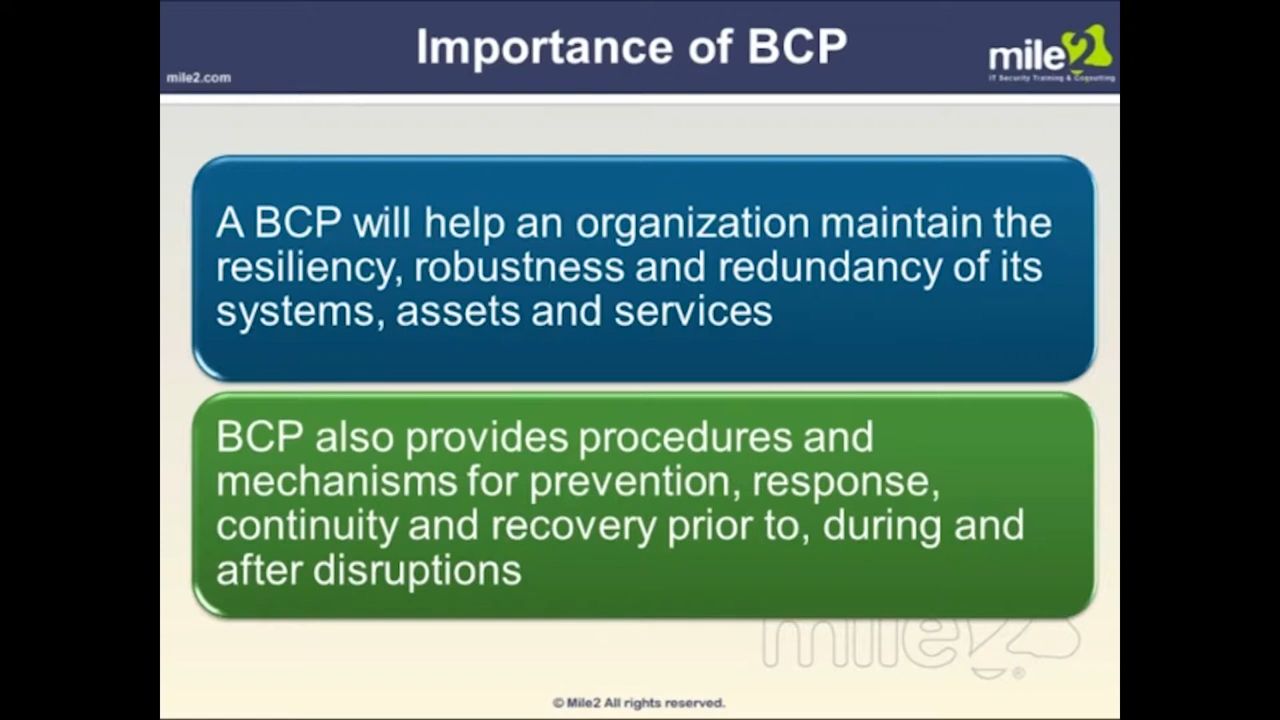 Importance of BCP
mile2.com
mile2
IT Security Training & Consulting
A BCP will help an organization maintain the
resiliency, robustness and redundancy of its
systems, assets and services
BCP also provides procedures and
mechanisms for prevention, response,
continuity and recovery prior to, during and
after disruptions
mile2®
© Mile2 All rights reserved.